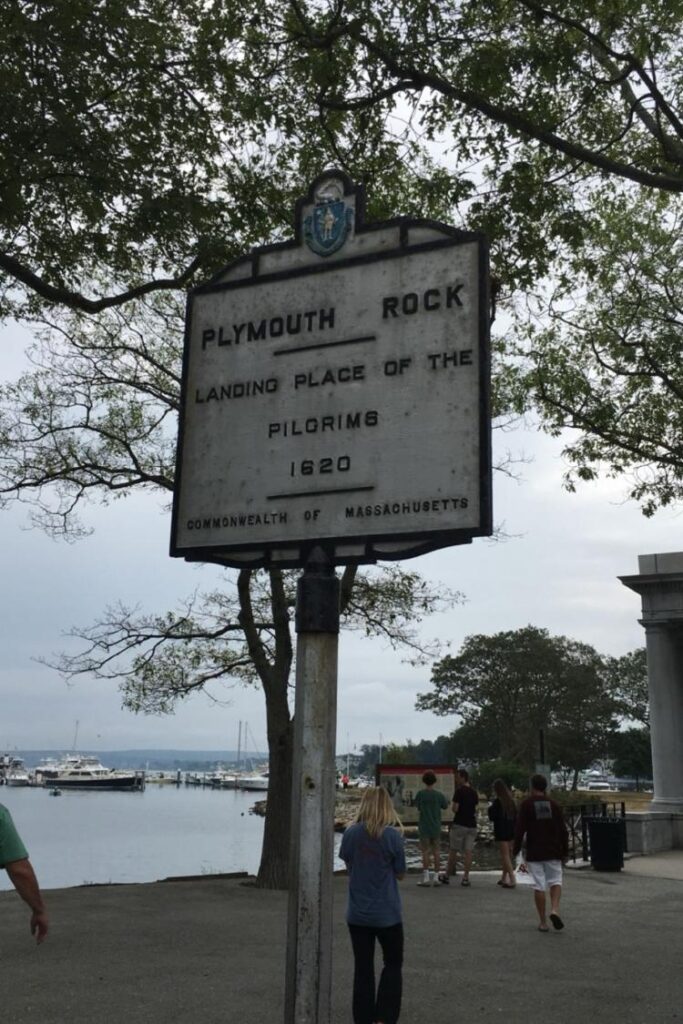 PLYMOUTH ROCK
LANDING PLACE OF THE
PILGRIMS
1620
COMMONWEALTH OF MASSACHUSETTS